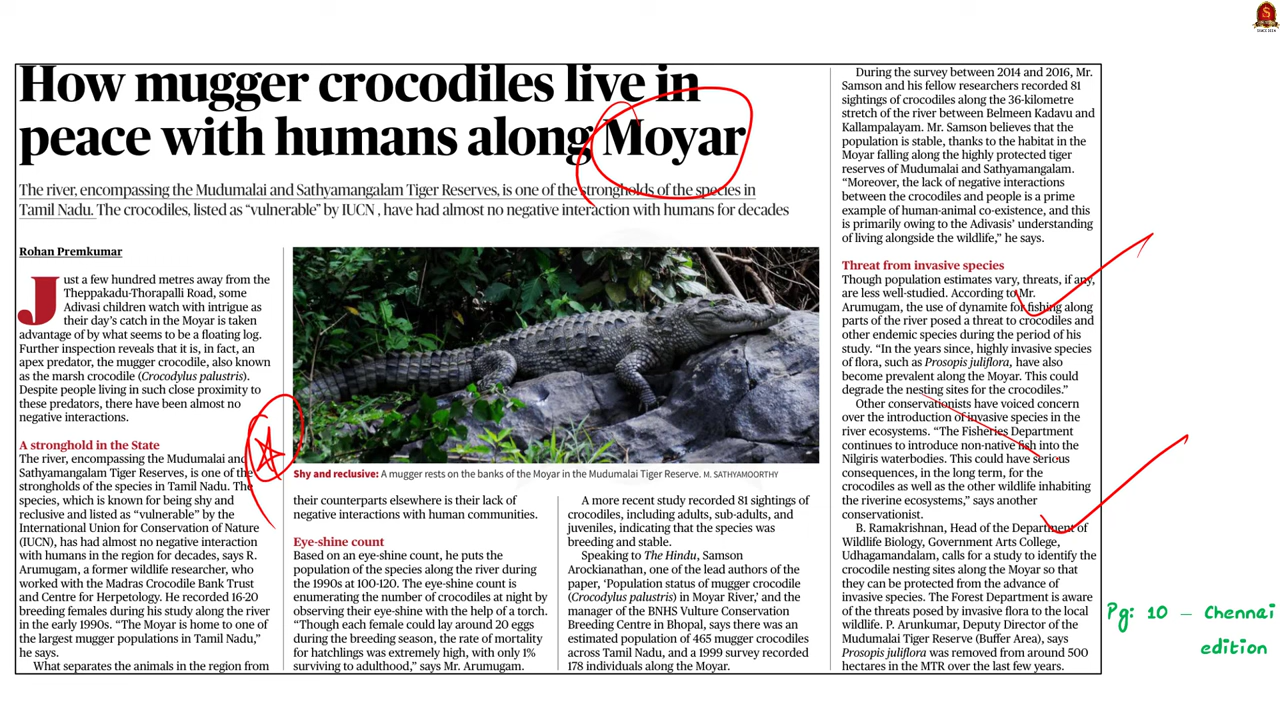 How mugger crocodiles live in
peace with humans along Moyar
The river, encompassing the Mudumalai and Sathyamangalam Tiger Reserves, is one of the strongholds of the species in
Tamil Nadu. The crocodiles, listed as “vulnerable” by IUCN , have had almost no negative interaction with humans for decades
Rohan Premkumar
Just a few hundred metres away from the
Theppakadu-Thorapalli Road, some
Adivasi children watch with intrigue as
their day’s catch in the Moyar is taken
advantage of by what seems to be a floating log.
Further inspection reveals that it is, in fact, an
apex predator, the mugger crocodile, also known
as the marsh crocodile (Crocodylus palustris).
Despite people living in such close proximity to
these predators, there have been almost no
negative interactions.
A stronghold in the State
The river, encompassing the Mudumalai and
Sathyamangalam Tiger Reserves, is one of the
strongholds of the species in Tamil Nadu. The
species, which is known for being shy and
reclusive and listed as “vulnerable” by the
International Union for Conservation of Nature
(IUCN), has had almost no negative interaction
with humans in the region for decades, says R.
Arumugam, a former wildlife researcher, who
worked with the Madras Crocodile Bank Trust
and Centre for Herpetology. He recorded 16-20
breeding females during his study along the river
in the early 1990s. “The Moyar is home to one of
the largest mugger populations in Tamil Nadu,”
he says.
What separates the animals in the region from
Shy and reclusive: A mugger rests on the banks of the Moyar in the Mudumalai Tiger Reserve. M. SATHYAMOORTHY
their counterparts elsewhere is their lack of
negative interactions with human communities.
Eye-shine count
Based on an eye-shine count, he puts the
population of the species along the river during
the 1990s at 100-120. The eye-shine count is
enumerating the number of crocodiles at night by
observing their eye-shine with the help of a torch.
“Though each female could lay around 20 eggs
during the breeding season, the rate of mortality
for hatchlings was extremely high, with only 1%
surviving to adulthood,” says Mr. Arumugam.
A more recent study recorded 81 sightings of
crocodiles, including adults, sub-adults, and
juveniles, indicating that the species was
breeding and stable.
Speaking to The Hindu, Samson
Arockianathan, one of the lead authors of the
paper, ‘Population status of mugger crocodile
(Crocodylus palustris) in Moyar River,’ and the
manager of the BNHS Vulture Conservation
Breeding Centre in Bhopal, says there was an
estimated population of 465 mugger crocodiles
across Tamil Nadu, and a 1999 survey recorded
178 individuals along the Moyar.
During the survey between 2014 and 2016, Mr.
Samson and his fellow researchers recorded 81
sightings of crocodiles along the 36-kilometre
stretch of the river between Belmeen Kadavu and
Kallampalayam. Mr. Samson believes that the
population is stable, thanks to the habitat in the
Moyar falling along the highly protected tiger
reserves of Mudumalai and Sathyamangalam.
“Moreover, the lack of negative interactions
between the crocodiles and people is a prime
example of human-animal co-existence, and this
is primarily owing to the Adivasis’ understanding
of living alongside the wildlife,” he says.
Threat from invasive species
Though population estimates vary, threats, if any,
are less well-studied. According to Mr.
Arumugam, the use of dynamite for fishing along
parts of the river posed a threat to crocodiles and
other endemic species during the period of his
study. “In the years since, highly invasive species
of flora, such as Prosopis juliflora, have also
become prevalent along the Moyar. This could
degrade the nesting sites for the crocodiles.”
Other conservationists have voiced concern
over the introduction of invasive species in the
river ecosystems. “The Fisheries Department
continues to introduce non-native fish into the
Nilgiris waterbodies. This could have serious
consequences, in the long term, for the
crocodiles as well as the other wildlife inhabiting
the riverine ecosystems,” says another
conservationist.
B. Ramakrishnan, Head of the Department of
Wildlife Biology, Government Arts College,
Udhagamandalam, calls for a study to identify the
crocodile nesting sites along the Moyar so that
they can be protected from the advance of
invasive species. The Forest Department is aware
of the threats posed by invasive flora to the local
wildlife. P. Arunkumar, Deputy Director of the
Mudumalai Tiger Reserve (Buffer Area), says
Prosopis juliflora was removed from around 500
hectares in the MTR over the last few years.
Pg: 10 – Chennai
edition